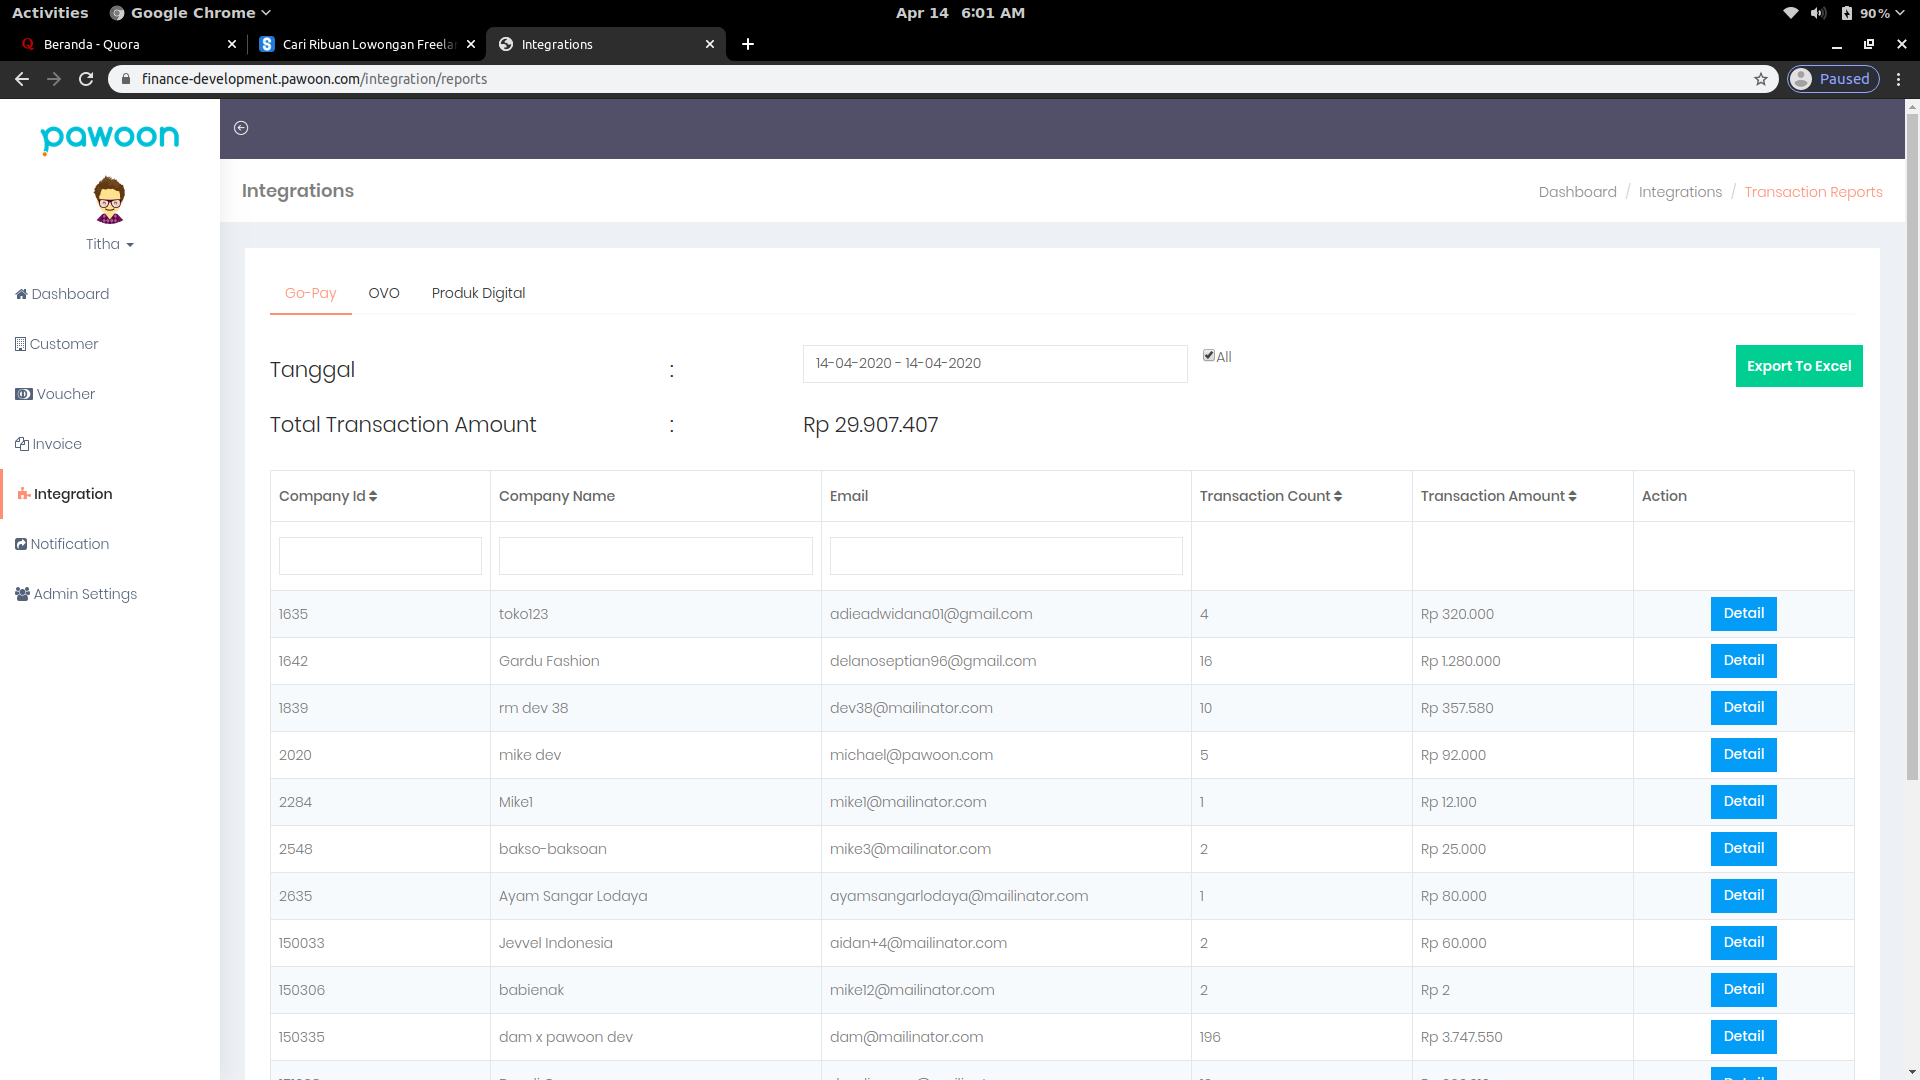 Activities Google Chrome Apr 14 6:01 AM 90%
Beranda - Quora Cari Ribuan Lowongan Freela Integrations
finance-development.pawoon.com/integration/reports Paused
pawoon
Titha
Dashboard
Customer
Voucher
Invoice
Integration
Notification
Admin Settings
Integrations Dashboard / Integrations / Transaction Reports
Go-Pay OVO Produk Digital
Tanggal : 14-04-2020 - 14-04-2020 All Export To Excel
Total Transaction Amount : Rp 29.907.407
Company Id Company Name Email Transaction Count Transaction Amount Action
1635 toko123 adieadwidana01@gmail.com 4 Rp 320.000 Detail
1642 Gardu Fashion delanoseptian96@gmail.com 16 Rp 1.280.000 Detail
1839 rm dev 38 dev38@mailinator.com 10 Rp 357.580 Detail
2020 mike dev michael@pawoon.com 5 Rp 92.000 Detail
2284 Mike1 mike1@mailinator.com 1 Rp 12.100 Detail
2548 bakso-baksoan mike3@mailinator.com 2 Rp 25.000 Detail
2635 Ayam Sangar Lodaya ayamsangarlodaya@mailinator.com 1 Rp 80.000 Detail
150033 Jevvel Indonesia aidan+4@mailinator.com 2 Rp 60.000 Detail
150306 babienak mike12@mailinator.com 2 Rp 2 Detail
150335 dam x pawoon dev dam@mailinator.com 196 Rp 3.747.550 Detail